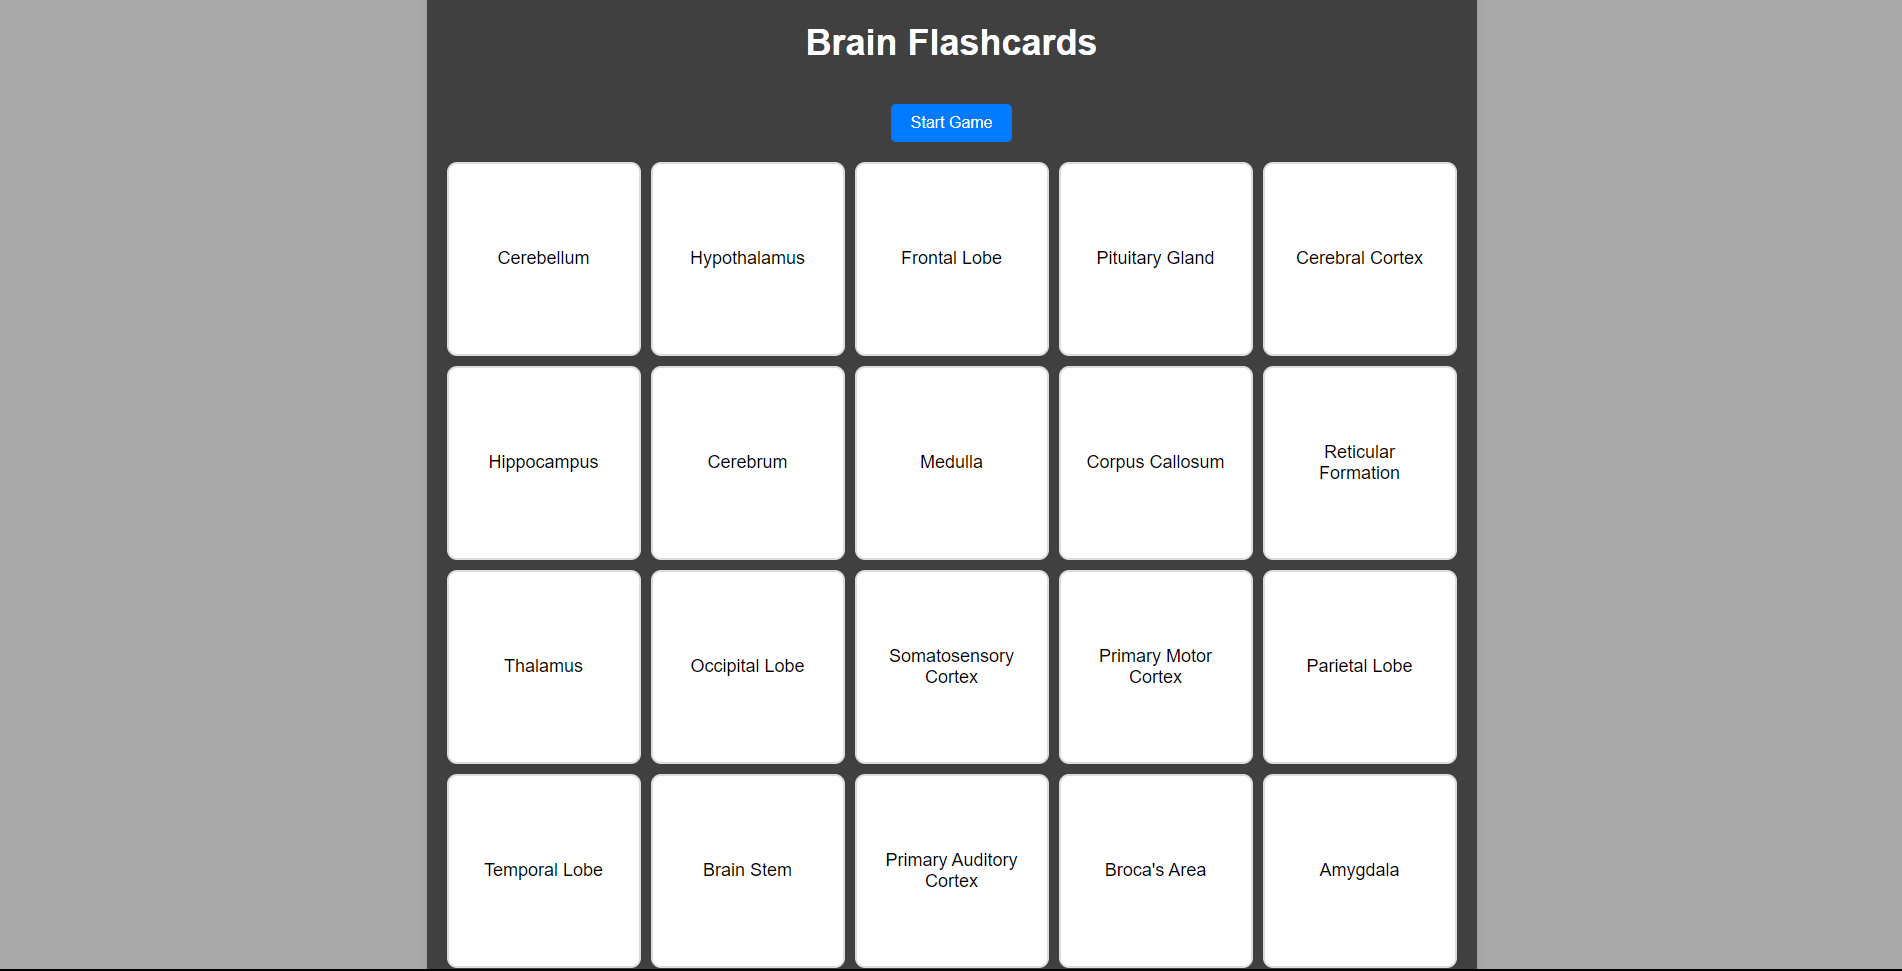 Brain Flashcards
Start Game
Cerebellum
Hypothalamus
Frontal Lobe
Pituitary Gland
Cerebral Cortex
Hippocampus
Cerebrum
Medulla
Corpus Callosum
Reticular
Formation
Thalamus
Occipital Lobe
Somatosensory
Cortex
Primary Motor
Cortex
Parietal Lobe
Temporal Lobe
Brain Stem
Primary Auditory
Cortex
Broca's Area
Amygdala